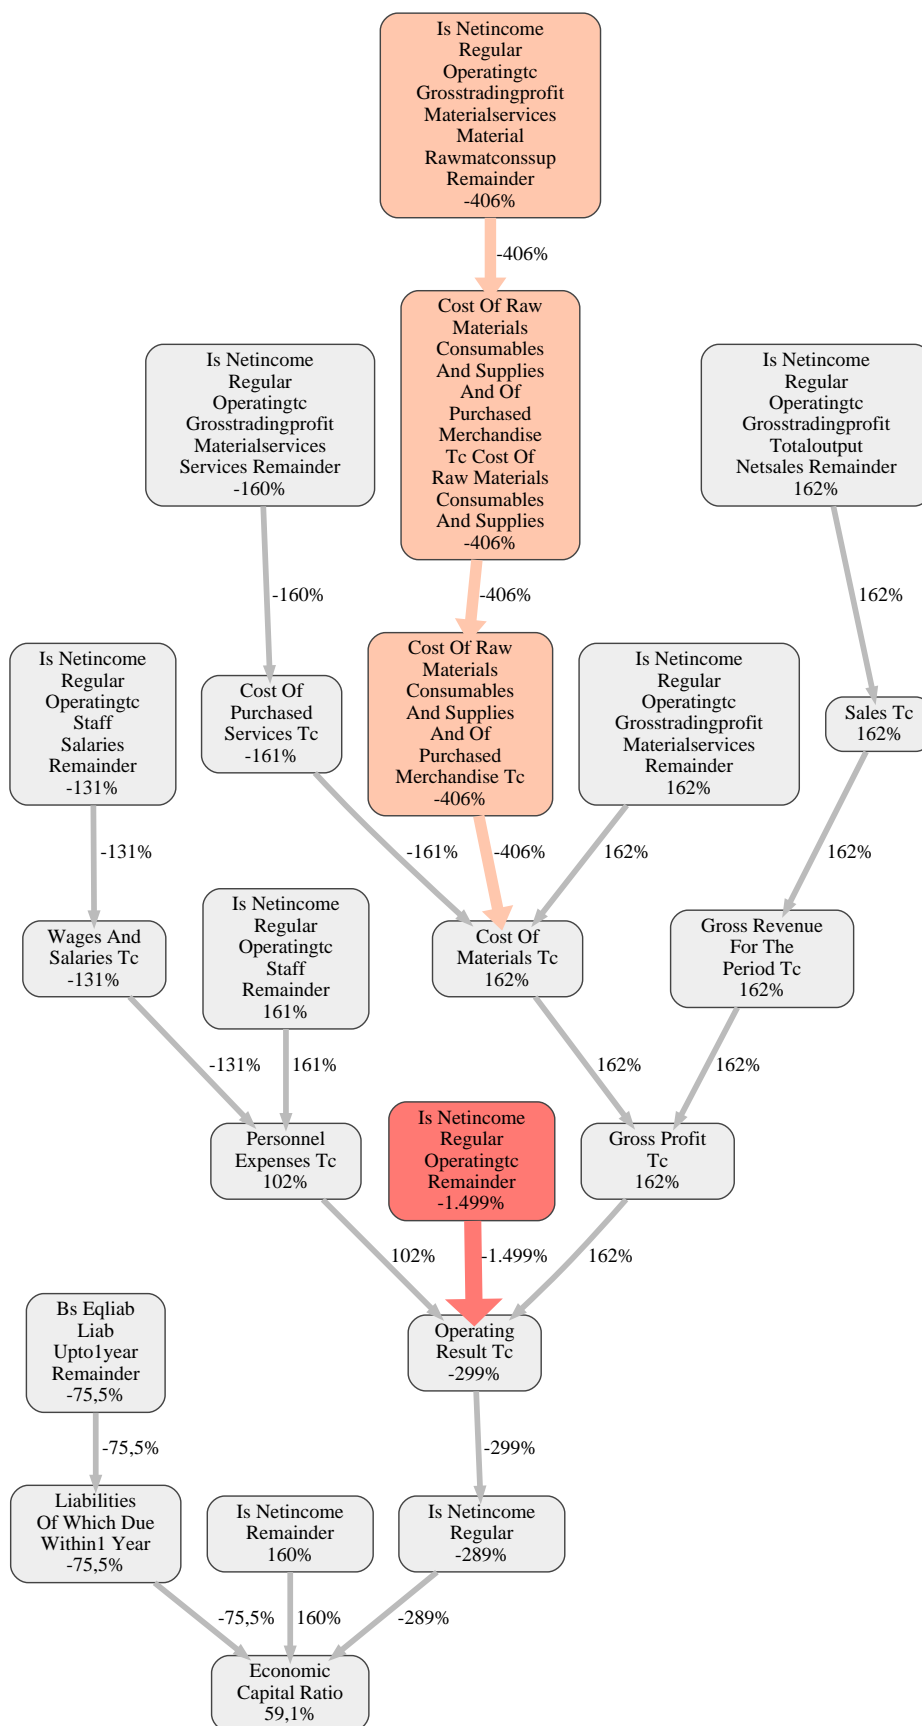 Is Netincome
Regular
Operatingtc
Grosstradingprofit
Materialservices
Material
Rawmatconssup
Remainder
-406%
-406%
Cost Of Raw
Materials
Consumables
And Supplies
And Of
Purchased
Merchandise
Tc Cost Of
Raw Materials
Consumables
And Supplies
-406%
Is Netincome
Regular
Operatingtc
Grosstradingprofit
Materialservices
Services Remainder
-160%
Is Netincome
Regular
Operatingtc
Grosstradingprofit
Totaloutput
Netsales Remainder
162%
-160%
-406%
162%
Is Netincome
Regular
Operatingtc
Staff
Salaries
Remainder
-131%
Cost Of
Purchased
Services Tc
-161%
Cost Of Raw
Materials
Consumables
And Supplies
And Of
Purchased
Merchandise Tc
-406%
Is Netincome
Regular
Operatingtc
Grosstradingprofit
Materialservices
Remainder
162%
Sales Tc
162%
-131%
-161%
-406%
162%
162%
Wages And
Salaries Tc
-131%
Is Netincome
Regular
Operatingtc
Staff
Remainder
161%
Cost Of
Materials Tc
162%
Gross Revenue
For The
Period Tc
162%
-131%
161%
162%
162%
Personnel
Expenses Tc
102%
Is Netincome
Regular
Operatingtc
Remainder
-1.499%
Gross Profit
Tc
162%
102%
-1.499%
162%
Bs Eqliab
Liab
Upto1year
Remainder
-75,5%
Operating
Result Tc
-299%
-75,5%
-299%
Liabilities
Of Which Due
Within1 Year
-75,5%
Is Netincome
Remainder
160%
Is Netincome
Regular
-289%
-75,5%
160%
-289%
Economic
Capital Ratio
59,1%